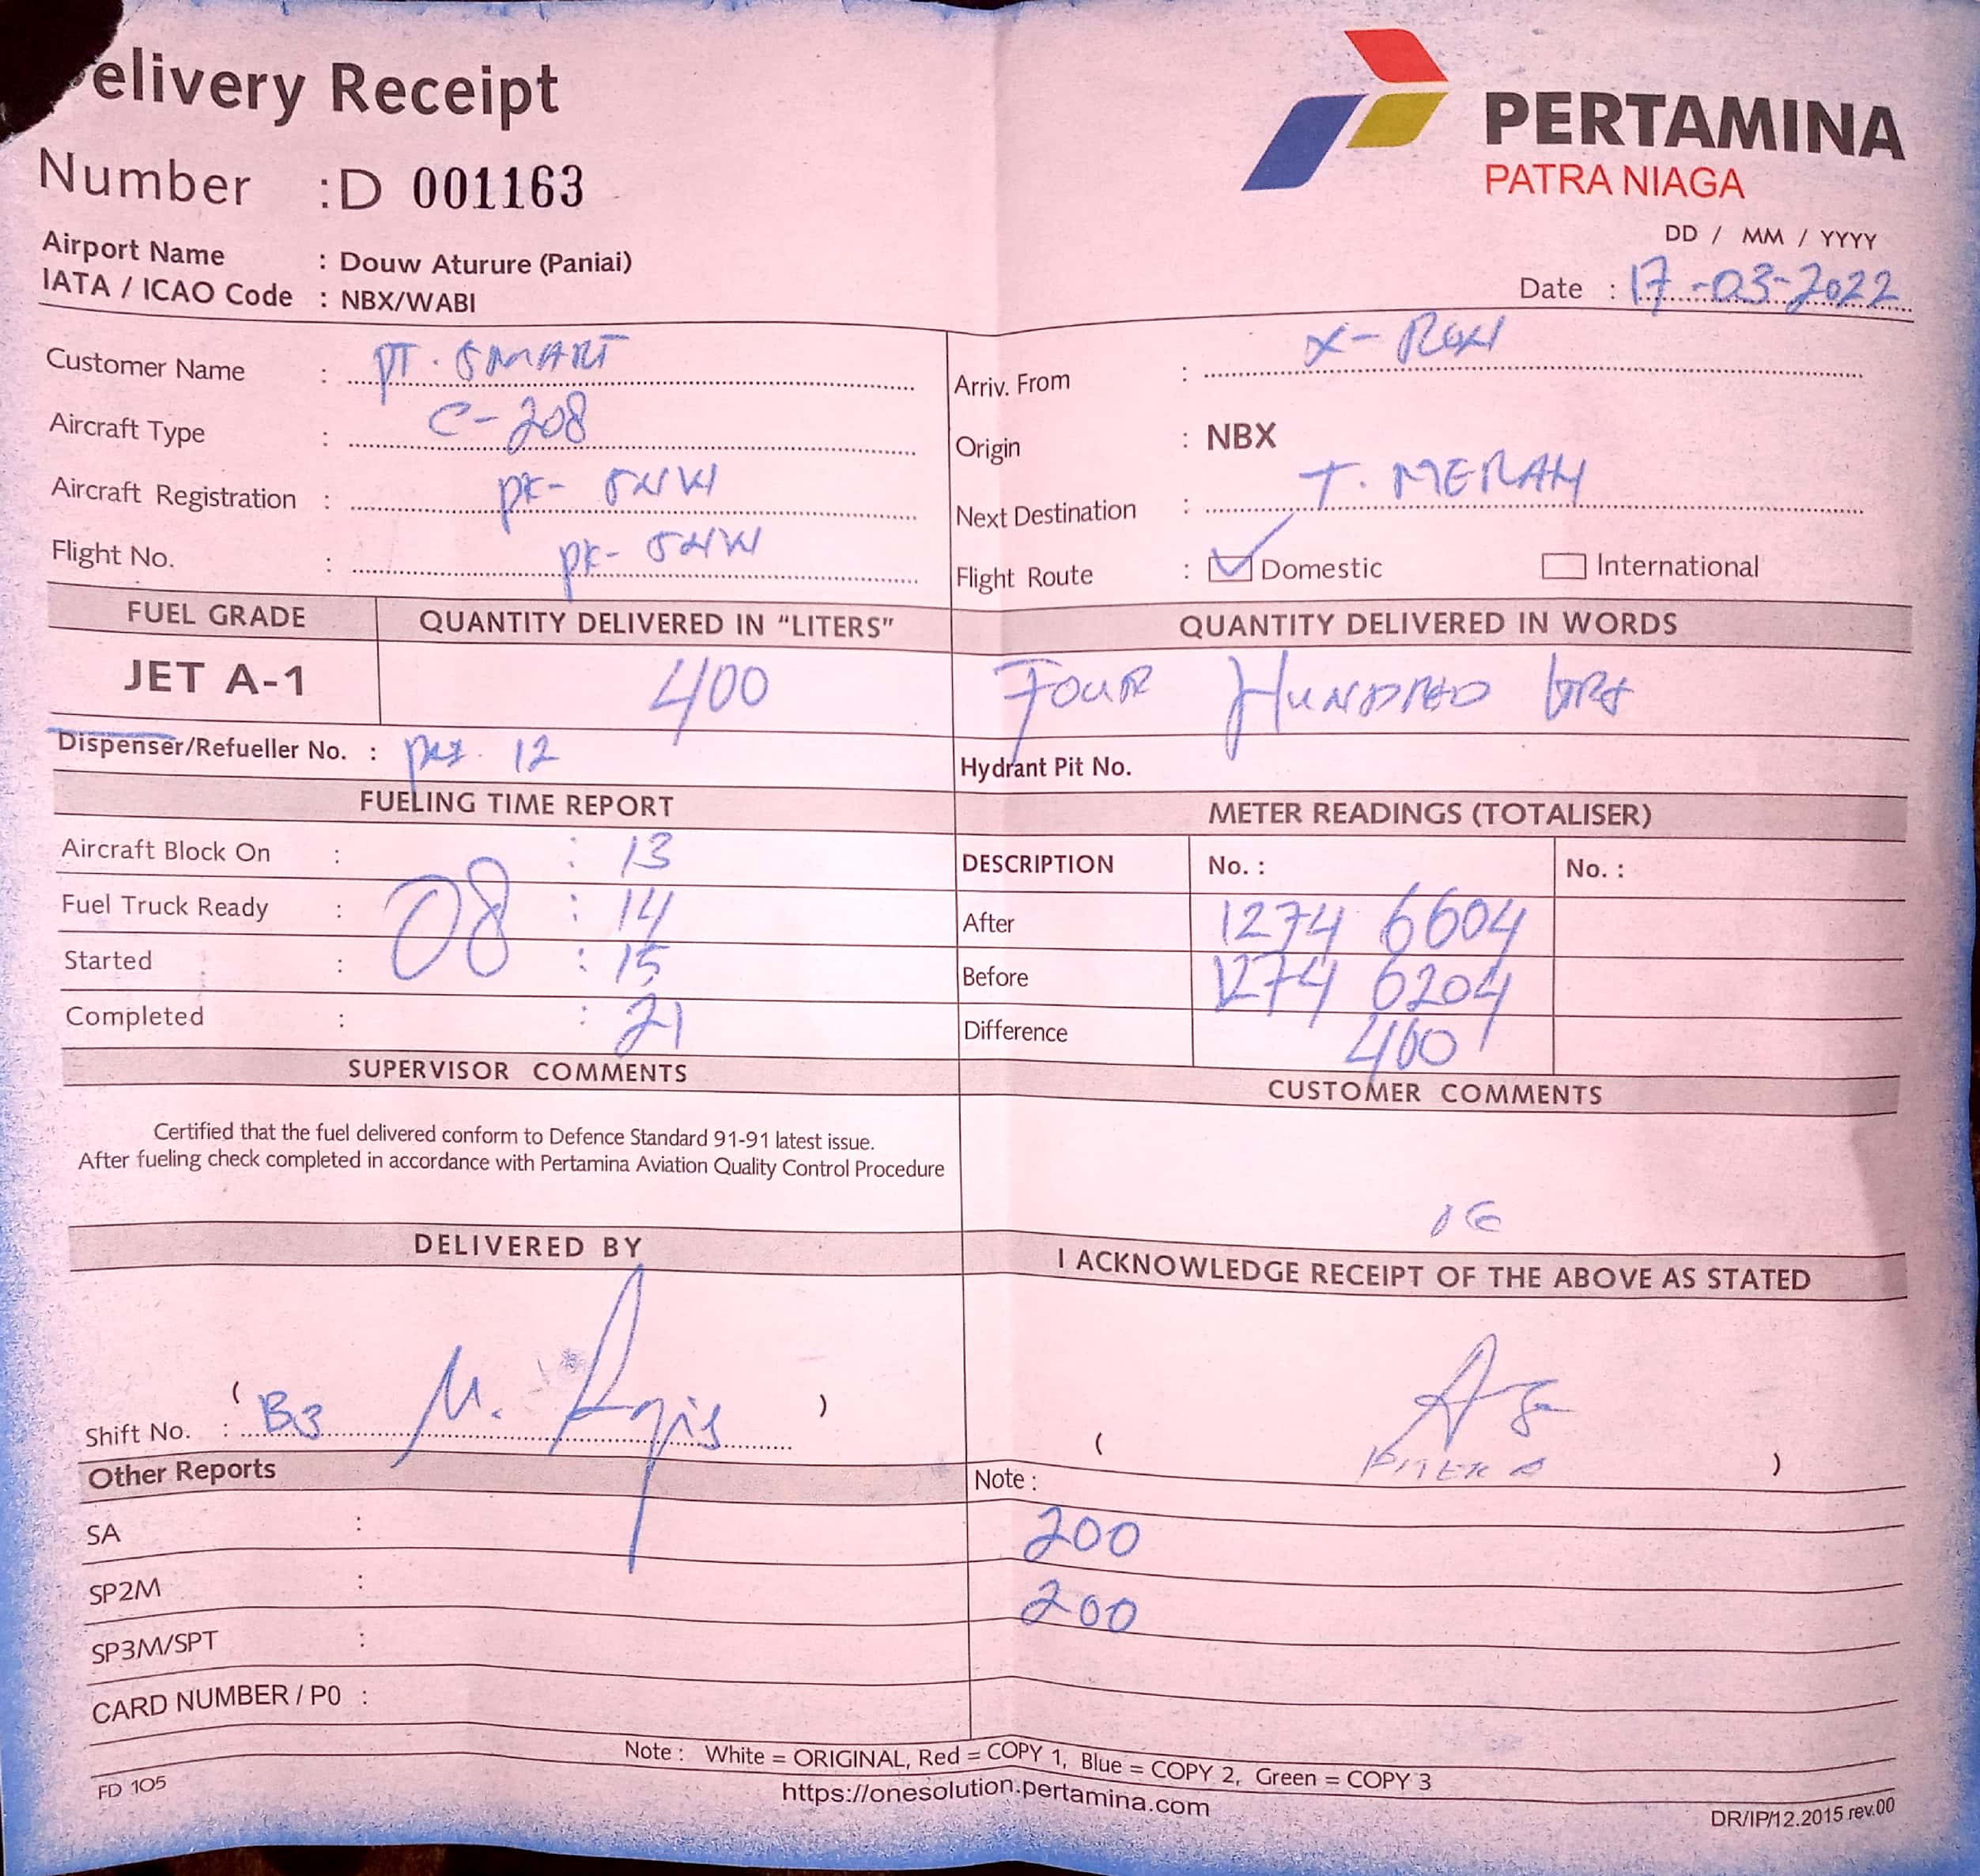 elivery Receipt
PERTAMINA
PATRA NIAGA
Number : D 001163
DD / MM / YYYY
Airport Name : Douw Aturure (Paniai)
IATA / ICAO Code : NBX/WABI
Date : 17-03-2022
Customer Name : PT. SMART
Arriv. From :
Aircraft Type : C-208
Origin : NBX
Aircraft Registration : PK-
Next Destination : T. MERAH
Flight No. : PK-
Flight Route : Domestic International
FUEL GRADE QUANTITY DELIVERED IN "LITERS" QUANTITY DELIVERED IN WORDS
JET A-1 400 FOUR HUNDRED
Dispenser/Refueller No. : 12
Hydrant Pit No.
FUELING TIME REPORT
METER READINGS (TOTALISER)
Aircraft Block On : : 13
DESCRIPTION No. : No. :
Fuel Truck Ready : 08 : 14
After 1274 6604
Started : : 15
Before 1274 6204
Completed : : 21
Difference 400
SUPERVISOR COMMENTS
CUSTOMER COMMENTS
Certified that the fuel delivered conform to Defence Standard 91-91 latest issue.
After fueling check completed in accordance with Pertamina Aviation Quality Control Procedure
DELIVERED BY
I ACKNOWLEDGE RECEIPT OF THE ABOVE AS STATED
( )
Shift No. : B3 M.
( )
Other Reports
Note :
SA :
200
SP2M :
200
SP3M/SPT :
CARD NUMBER / P0 :
Note : White = ORIGINAL, Red = COPY 1, Blue = COPY 2, Green = COPY 3
FD 105
https://onesolution.pertamina.com
DR/IP/12.2015 rev.00